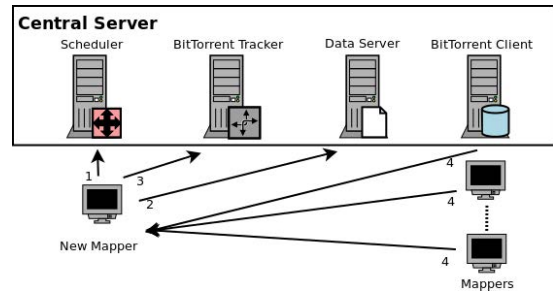 Central Server
Scheduler
BitTorrent Tracker
Data Server
BitTorrent Client
1
3
2
4
4
4
New Mapper
Mappers